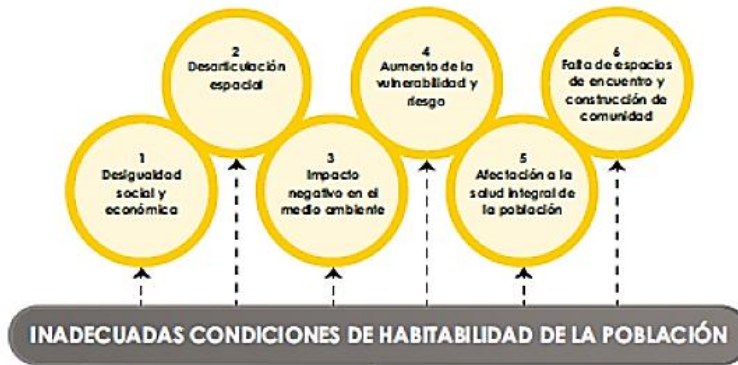 1
Desigualdad
social y
económica
2
Desarticulación
espacial
3
Impacto
negativo en el
medio ambiente
4
Aumento de la
vulnerabilidad y
riesgo
5
Afectación a la
salud integral de
la población
6
Falta de espacios
de encuentro y
construcción de
comunidad
INADECUADAS CONDICIONES DE HABITABILIDAD DE LA POBLACIÓN